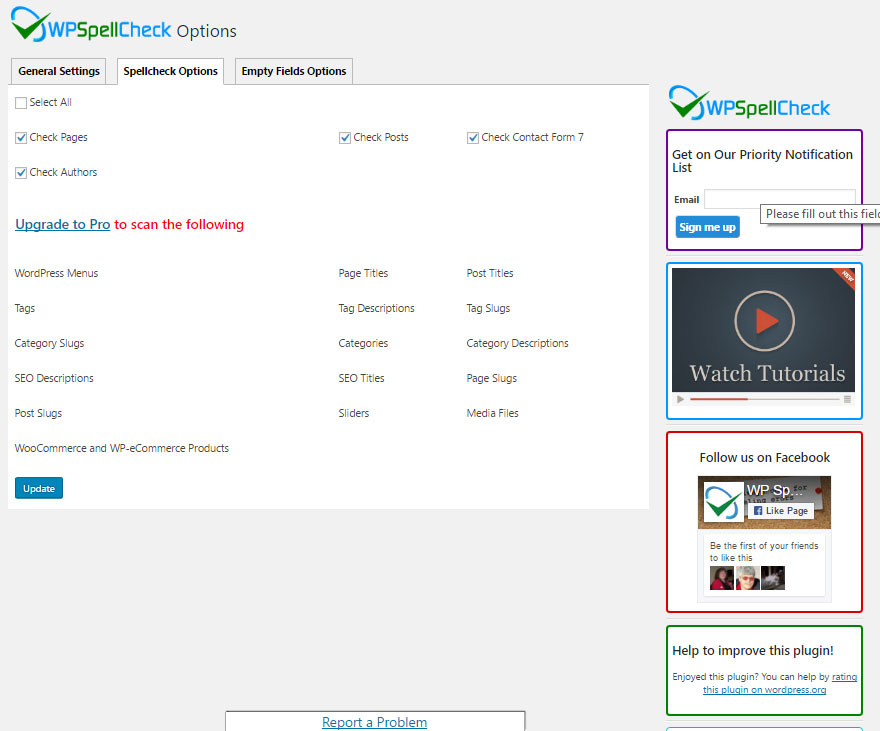 WPSpellCheck Options
General Settings
Spellcheck Options
Empty Fields Options
Select All
Check Pages
Check Posts
Check Contact Form 7
Check Authors
Upgrade to Pro to scan the following
WordPress Menus
Page Titles
Post Titles
Tags
Tag Descriptions
Tag Slugs
Category Slugs
Categories
Category Descriptions
SEO Descriptions
SEO Titles
Page Slugs
Post Slugs
Sliders
Media Files
WooCommerce and WP-eCommerce Products
Update
WPSpellCheck
Get on Our Priority Notification
List
Email
Please fill out this field
Sign me up
NEW
Watch Tutorials
Follow us on Facebook
WP Sp...
Like Page
Be the first of your friends
to like this
Help to improve this plugin!
Enjoyed this plugin? You can help by rating
this plugin on wordpress.org
Report a Problem